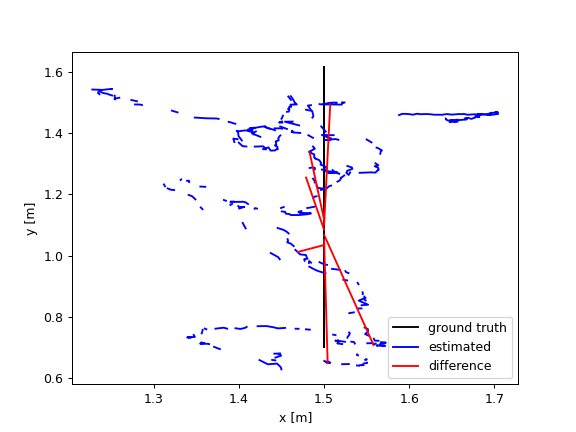 1.6
1.4
1.2
1.0
0.8
0.6
y [m]
1.3 1.4 1.5 1.6 1.7
x [m]
ground truth
estimated
difference